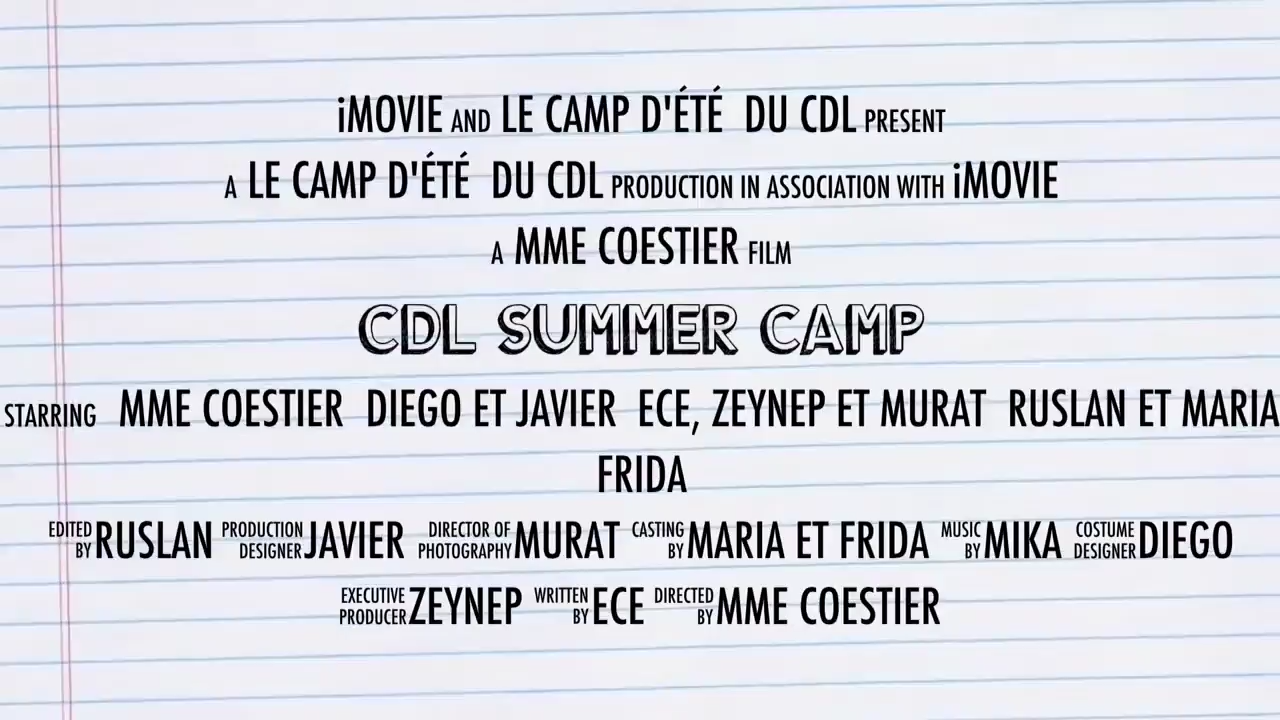 iMOVIE AND LE CAMP D'ÉTÉ DU CDL PRESENT
A LE CAMP D'ÉTÉ DU CDL PRODUCTION IN ASSOCIATION WITH iMOVIE
A MME COESTIER FILM
CDL SUMMER CAMP
STARRING MME COESTIER DIEGO ET JAVIER ECE, ZEYNEP ET MURAT RUSLAN ET MARIA
FRIDA
EDITED BY RUSLAN PRODUCTION DESIGNER JAVIER DIRECTOR OF PHOTOGRAPHY MURAT CASTING BY MARIA ET FRIDA MUSIC BY MIKA COSTUME DESIGNER DIEGO
EXECUTIVE PRODUCER ZEYNEP WRITTEN BY ECE DIRECTED BY MME COESTIER